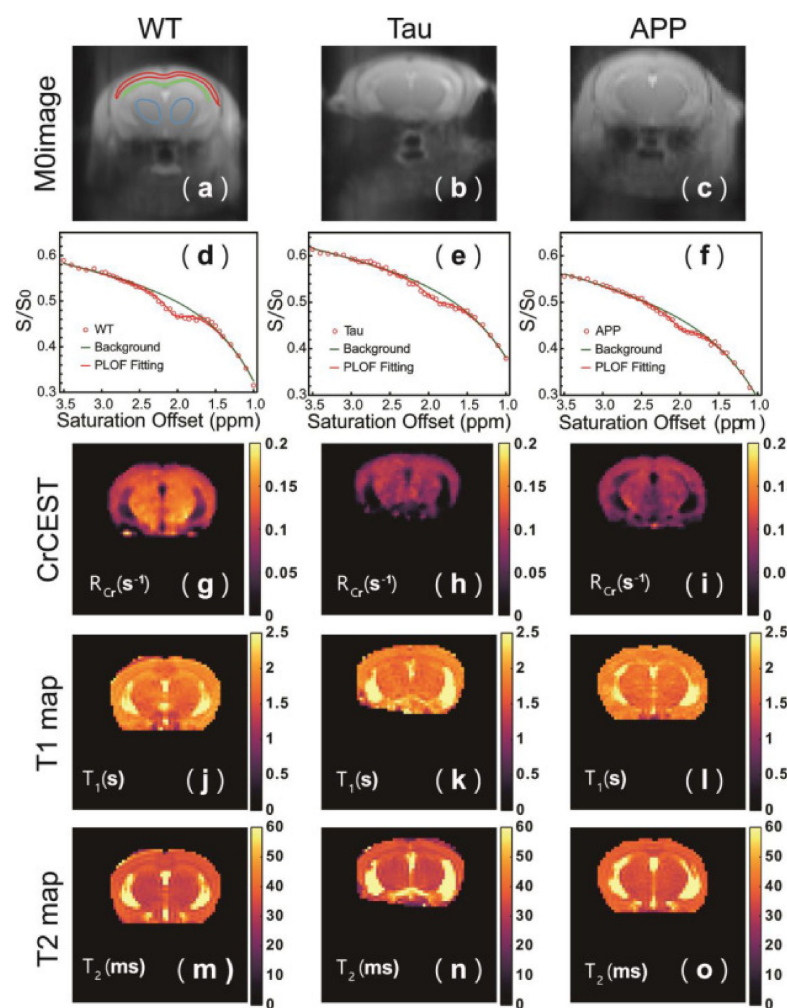 WT Tau APP
M0image
( a ) ( b ) ( c )
S/S0
0.6 0.5 0.4 0.3
( d )
WT
Background
PLOF Fitting
3.5 3.0 2.5 2.0 1.5 1.0
Saturation Offset (ppm)
0.6 0.5 0.4 0.3
( e )
Tau
Background
PLOF Fitting
3.5 3.0 2.5 2.0 1.5 1.0
Saturation Offset (ppm)
0.6 0.5 0.4 0.3
( f )
APP
Background
PLOF Fitting
3.5 3.0 2.5 2.0 1.5 1.0
Saturation Offset (ppm)
CrCEST
RCr(s⁻¹) ( g )
0.2 0.15 0.1 0.05 0
RCr(s⁻¹) ( h )
0.2 0.15 0.1 0.05 0
RCr(s⁻¹) ( i )
0.2 0.1 0.1 0.0 0
T1 map
T1(s) ( j )
2.5 2 1.5 1 0.5 0
T1(s) ( k )
2.5 2 1.5 1 0.5 0
T1(s) ( l )
2.5 2 1.5 1 0.5 0
T2 map
T2(ms) ( m )
60 50 40 30 20 10 0
T2(ms) ( n )
60 50 40 30 20 10 0
T2(ms) ( o )
60 50 40 30 20 10 0